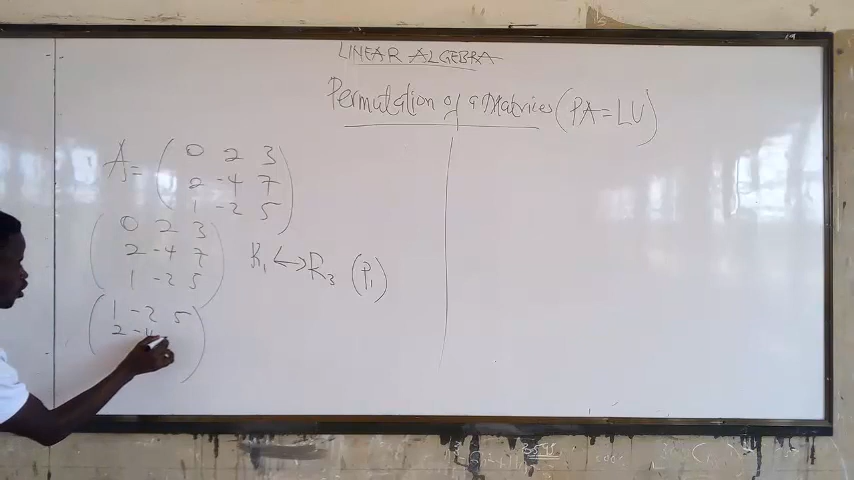 LINEAR ALGEBRA
Permutation of a Matrices (PA=LU)
A = ( 0 2 3
2 -4 7
1 -2 5 )
( 0 2 3
2 -4 7
1 -2 5 )
R₁ ↔ R₃ (P₁)
( 1 -2 5
2 -4